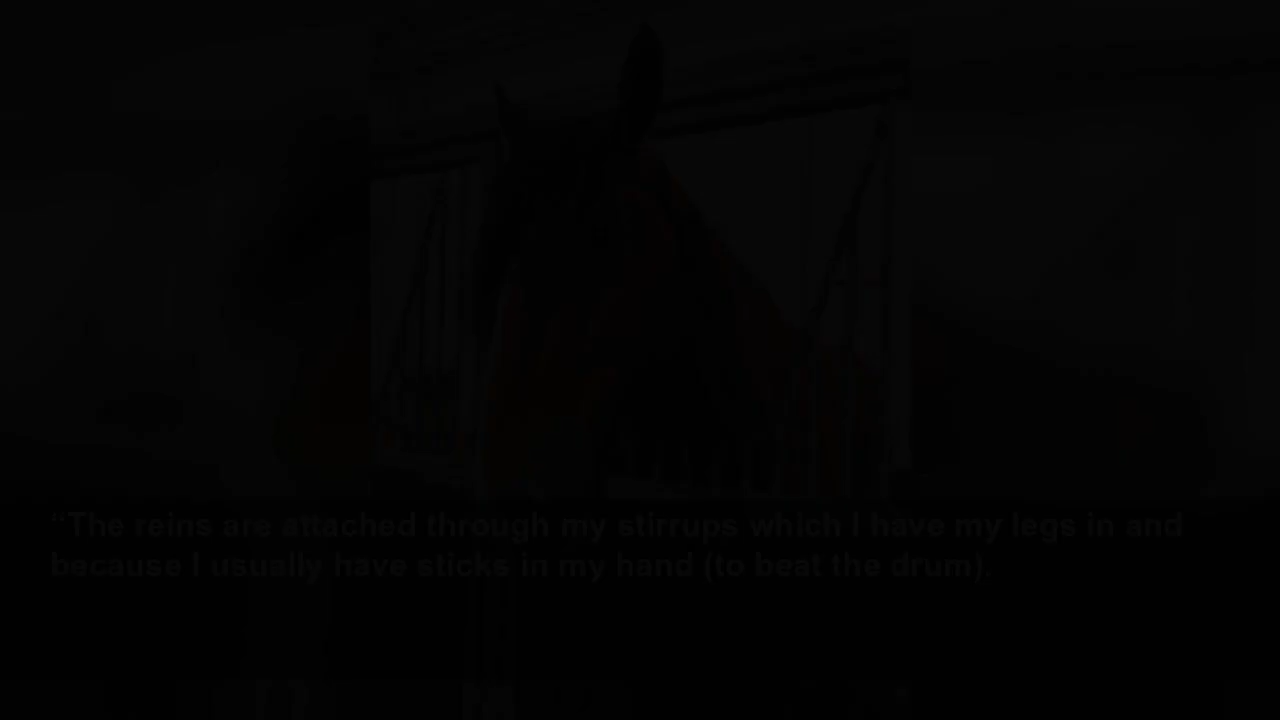 “The reins are attached through my stirrups which I have my legs in and
because I usually have sticks in my hand (to beat the drum).